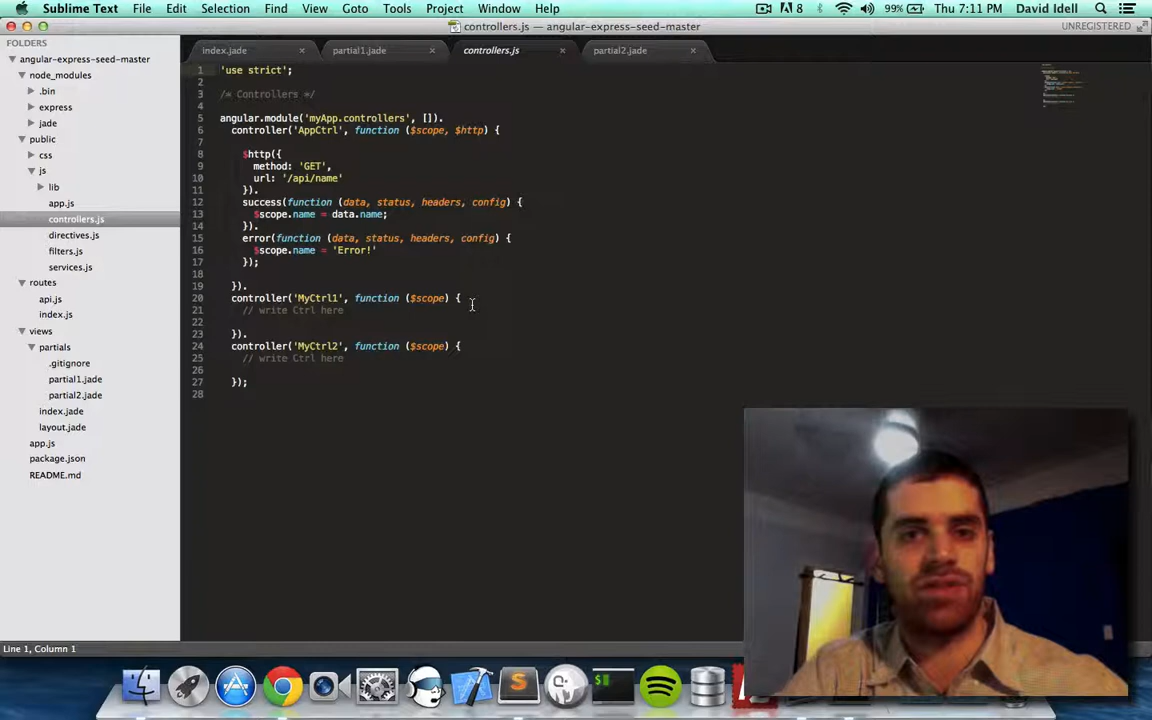 Sublime Text File Edit Selection Find View Goto Tools Project Window Help 8 99% Thu 7:11 PM David Idell
controllers.js — angular-express-seed-master
UNREGISTERED
FOLDERS
angular-express-seed-master
node_modules
.bin
express
jade
public
css
js
lib
app.js
controllers.js
directives.js
filters.js
services.js
routes
api.js
index.js
views
partials
.gitignore
partial1.jade
partial2.jade
index.jade
layout.jade
app.js
package.json
README.md
index.jade × partial1.jade × controllers.js × partial2.jade ×
1 'use strict';
2
3 /* Controllers */
4
5 angular.module('myApp.controllers', []).
6 controller('AppCtrl', function ($scope, $http) {
7
8 $http({
9 method: 'GET',
10 url: '/api/name'
11 }).
12 success(function (data, status, headers, config) {
13 $scope.name = data.name;
14 }).
15 error(function (data, status, headers, config) {
16 $scope.name = 'Error!'
17 });
18
19 }).
20 controller('MyCtrl1', function ($scope) {
21 // write Ctrl here
22
23 }).
24 controller('MyCtrl2', function ($scope) {
25 // write Ctrl here
26
27 });
28
Line 1, Column 1